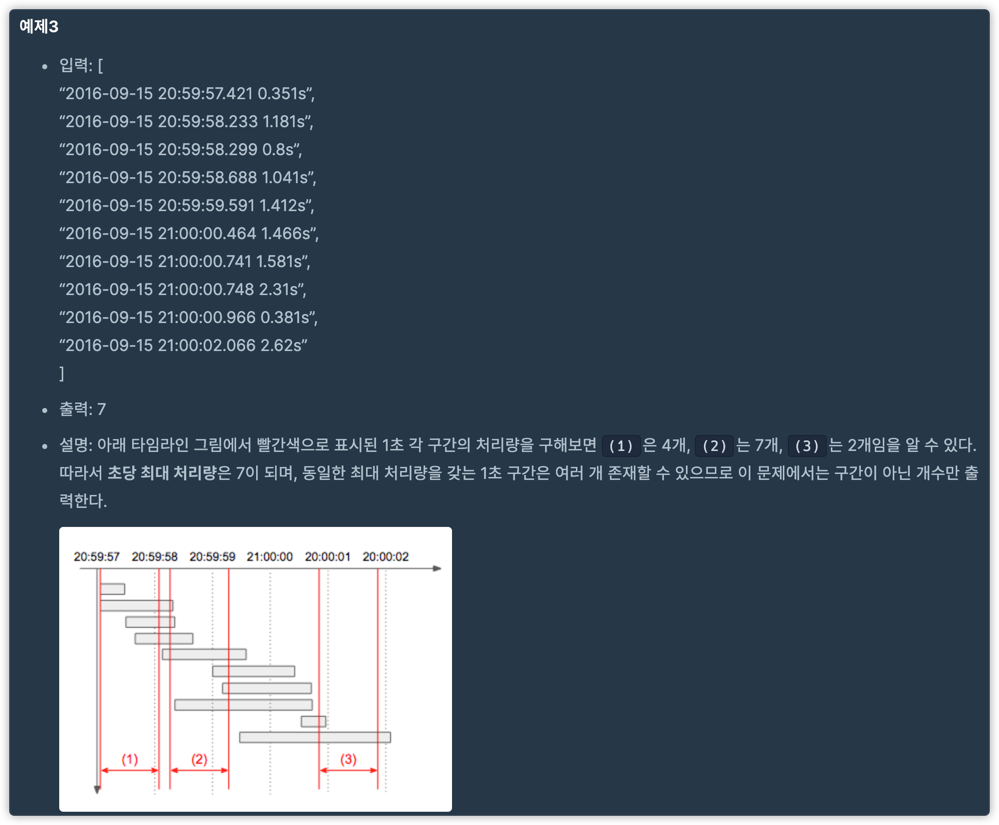 예제3
입력: [
“2016-09-15 20:59:57.421 0.351s”,
“2016-09-15 20:59:58.233 1.181s”,
“2016-09-15 20:59:58.299 0.8s”,
“2016-09-15 20:59:58.688 1.041s”,
“2016-09-15 20:59:59.591 1.412s”,
“2016-09-15 21:00:00.464 1.466s”,
“2016-09-15 21:00:00.741 1.581s”,
“2016-09-15 21:00:00.748 2.31s”,
“2016-09-15 21:00:00.966 0.381s”,
“2016-09-15 21:00:02.066 2.62s”
]
출력: 7
설명: 아래 타임라인 그림에서 빨간색으로 표시된 1초 각 구간의 처리량을 구해보면 (1) 은 4개, (2) 는 7개, (3) 는 2개임을 알 수 있다.
따라서 초당 최대 처리량은 7이 되며, 동일한 최대 처리량을 갖는 1초 구간은 여러 개 존재할 수 있으므로 이 문제에서는 구간이 아닌 개수만 출
력한다.
20:59:57 20:59:58 20:59:59 21:00:00 20:00:01 20:00:02
(1) (2) (3)